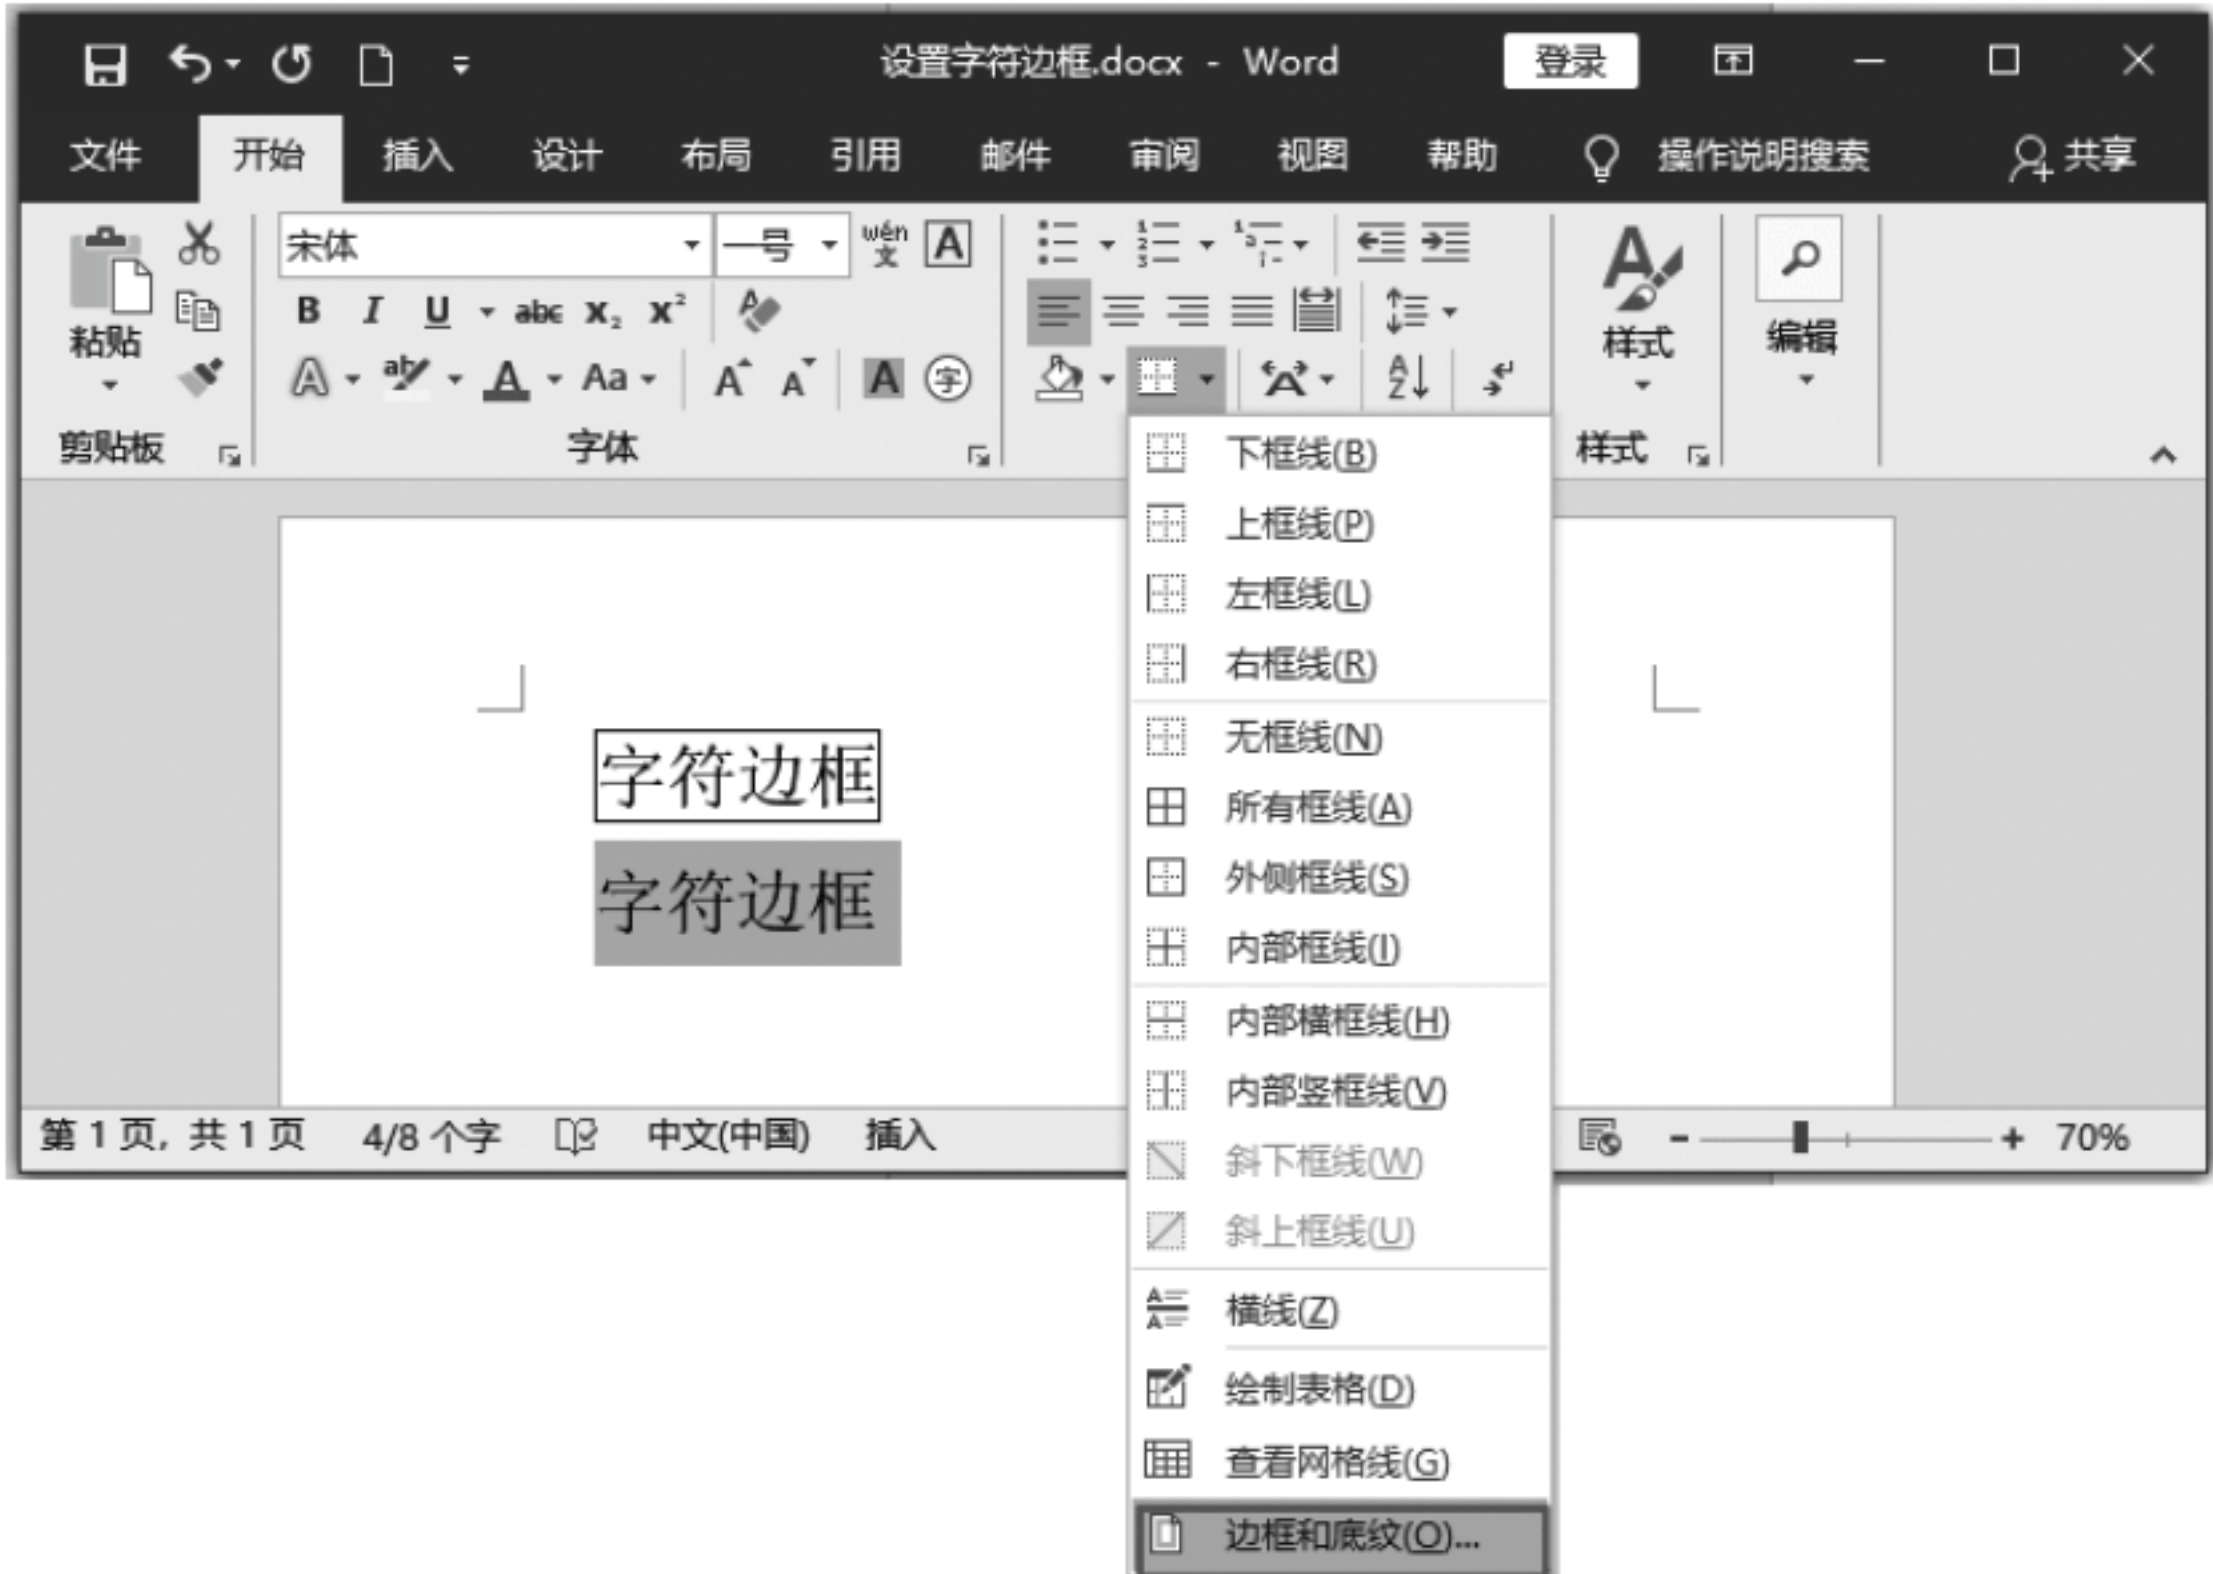 设置字符边框.docx - Word 登录
文件 开始 插入 设计 布局 引用 邮件 审阅 视图 帮助 操作说明搜索 共享
宋体 一号 wén 文 A
B I U abc x₂ x²
粘贴 样式 编辑
A aby A Aa A A A 字 A AZ
剪贴板 字体 样式
下框线(B)
上框线(P)
左框线(L)
右框线(R)
无框线(N)
所有框线(A)
外侧框线(S)
内部框线(I)
内部横框线(H)
内部竖框线(V)
斜下框线(W)
斜上框线(U)
横线(Z)
绘制表格(D)
查看网格线(G)
边框和底纹(O)...
字符边框
字符边框
第 1 页, 共 1 页 4/8 个字 中文(中国) 插入 70%